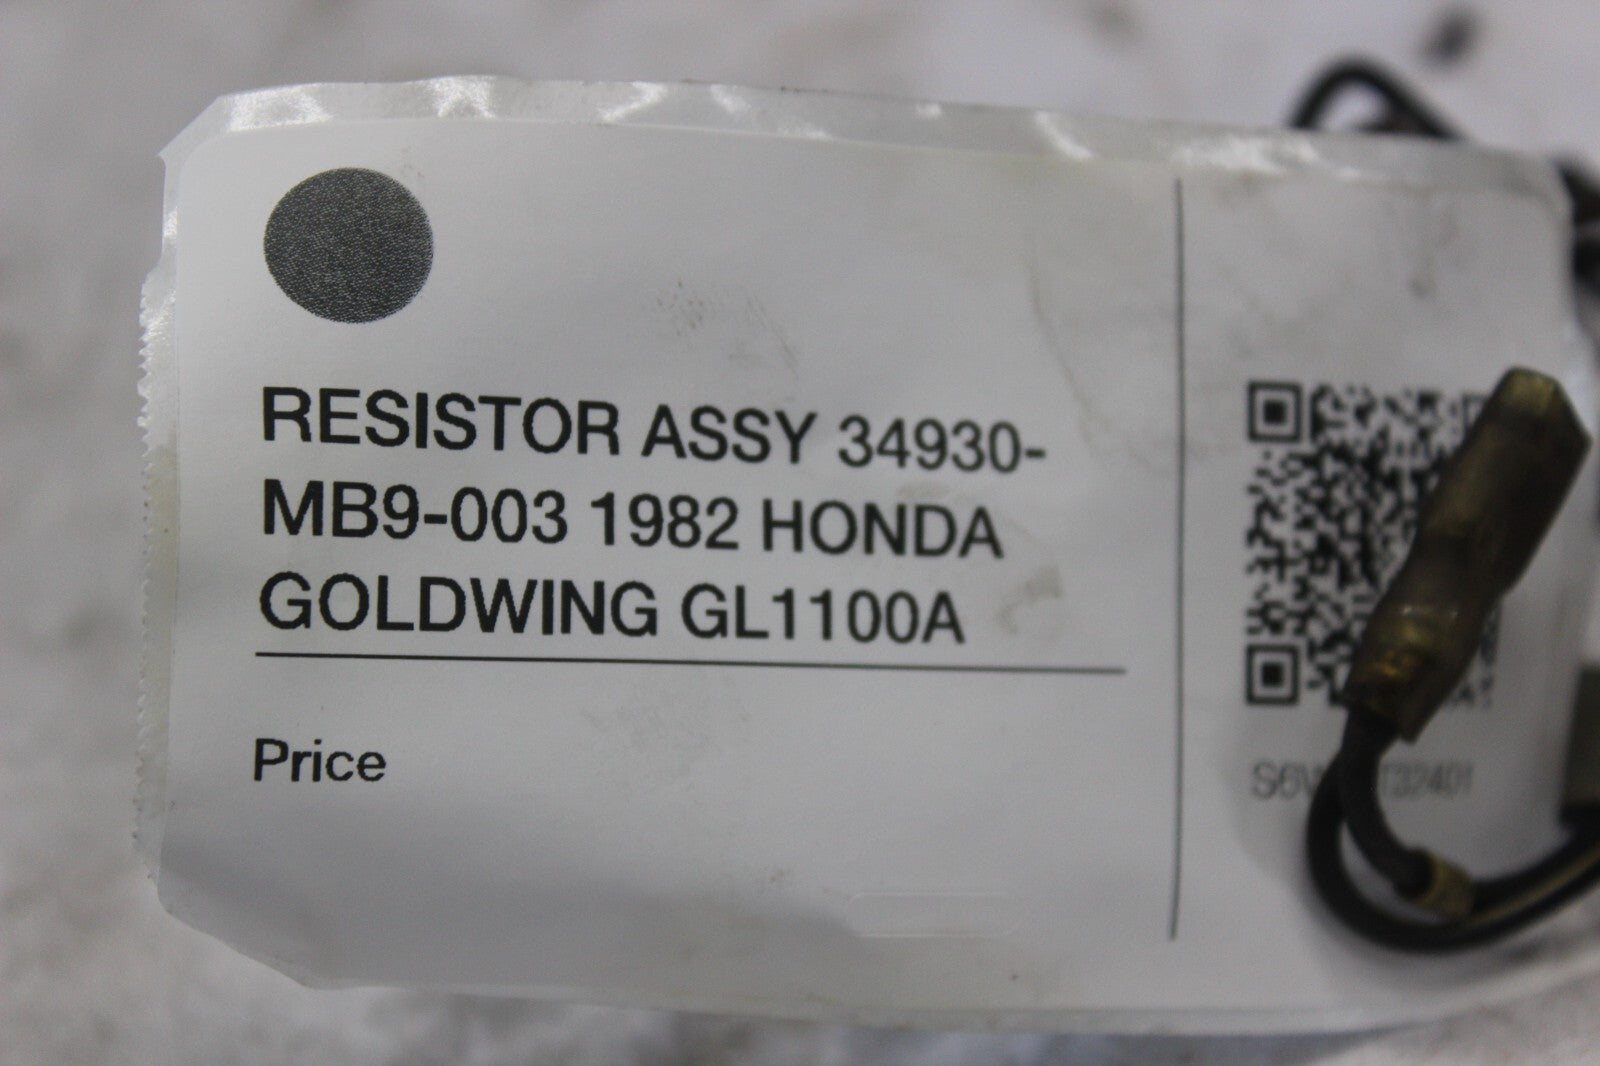 RESISTOR ASSY 34930-
MB9-003 1982 HONDA
GOLDWING GL1100A
Price